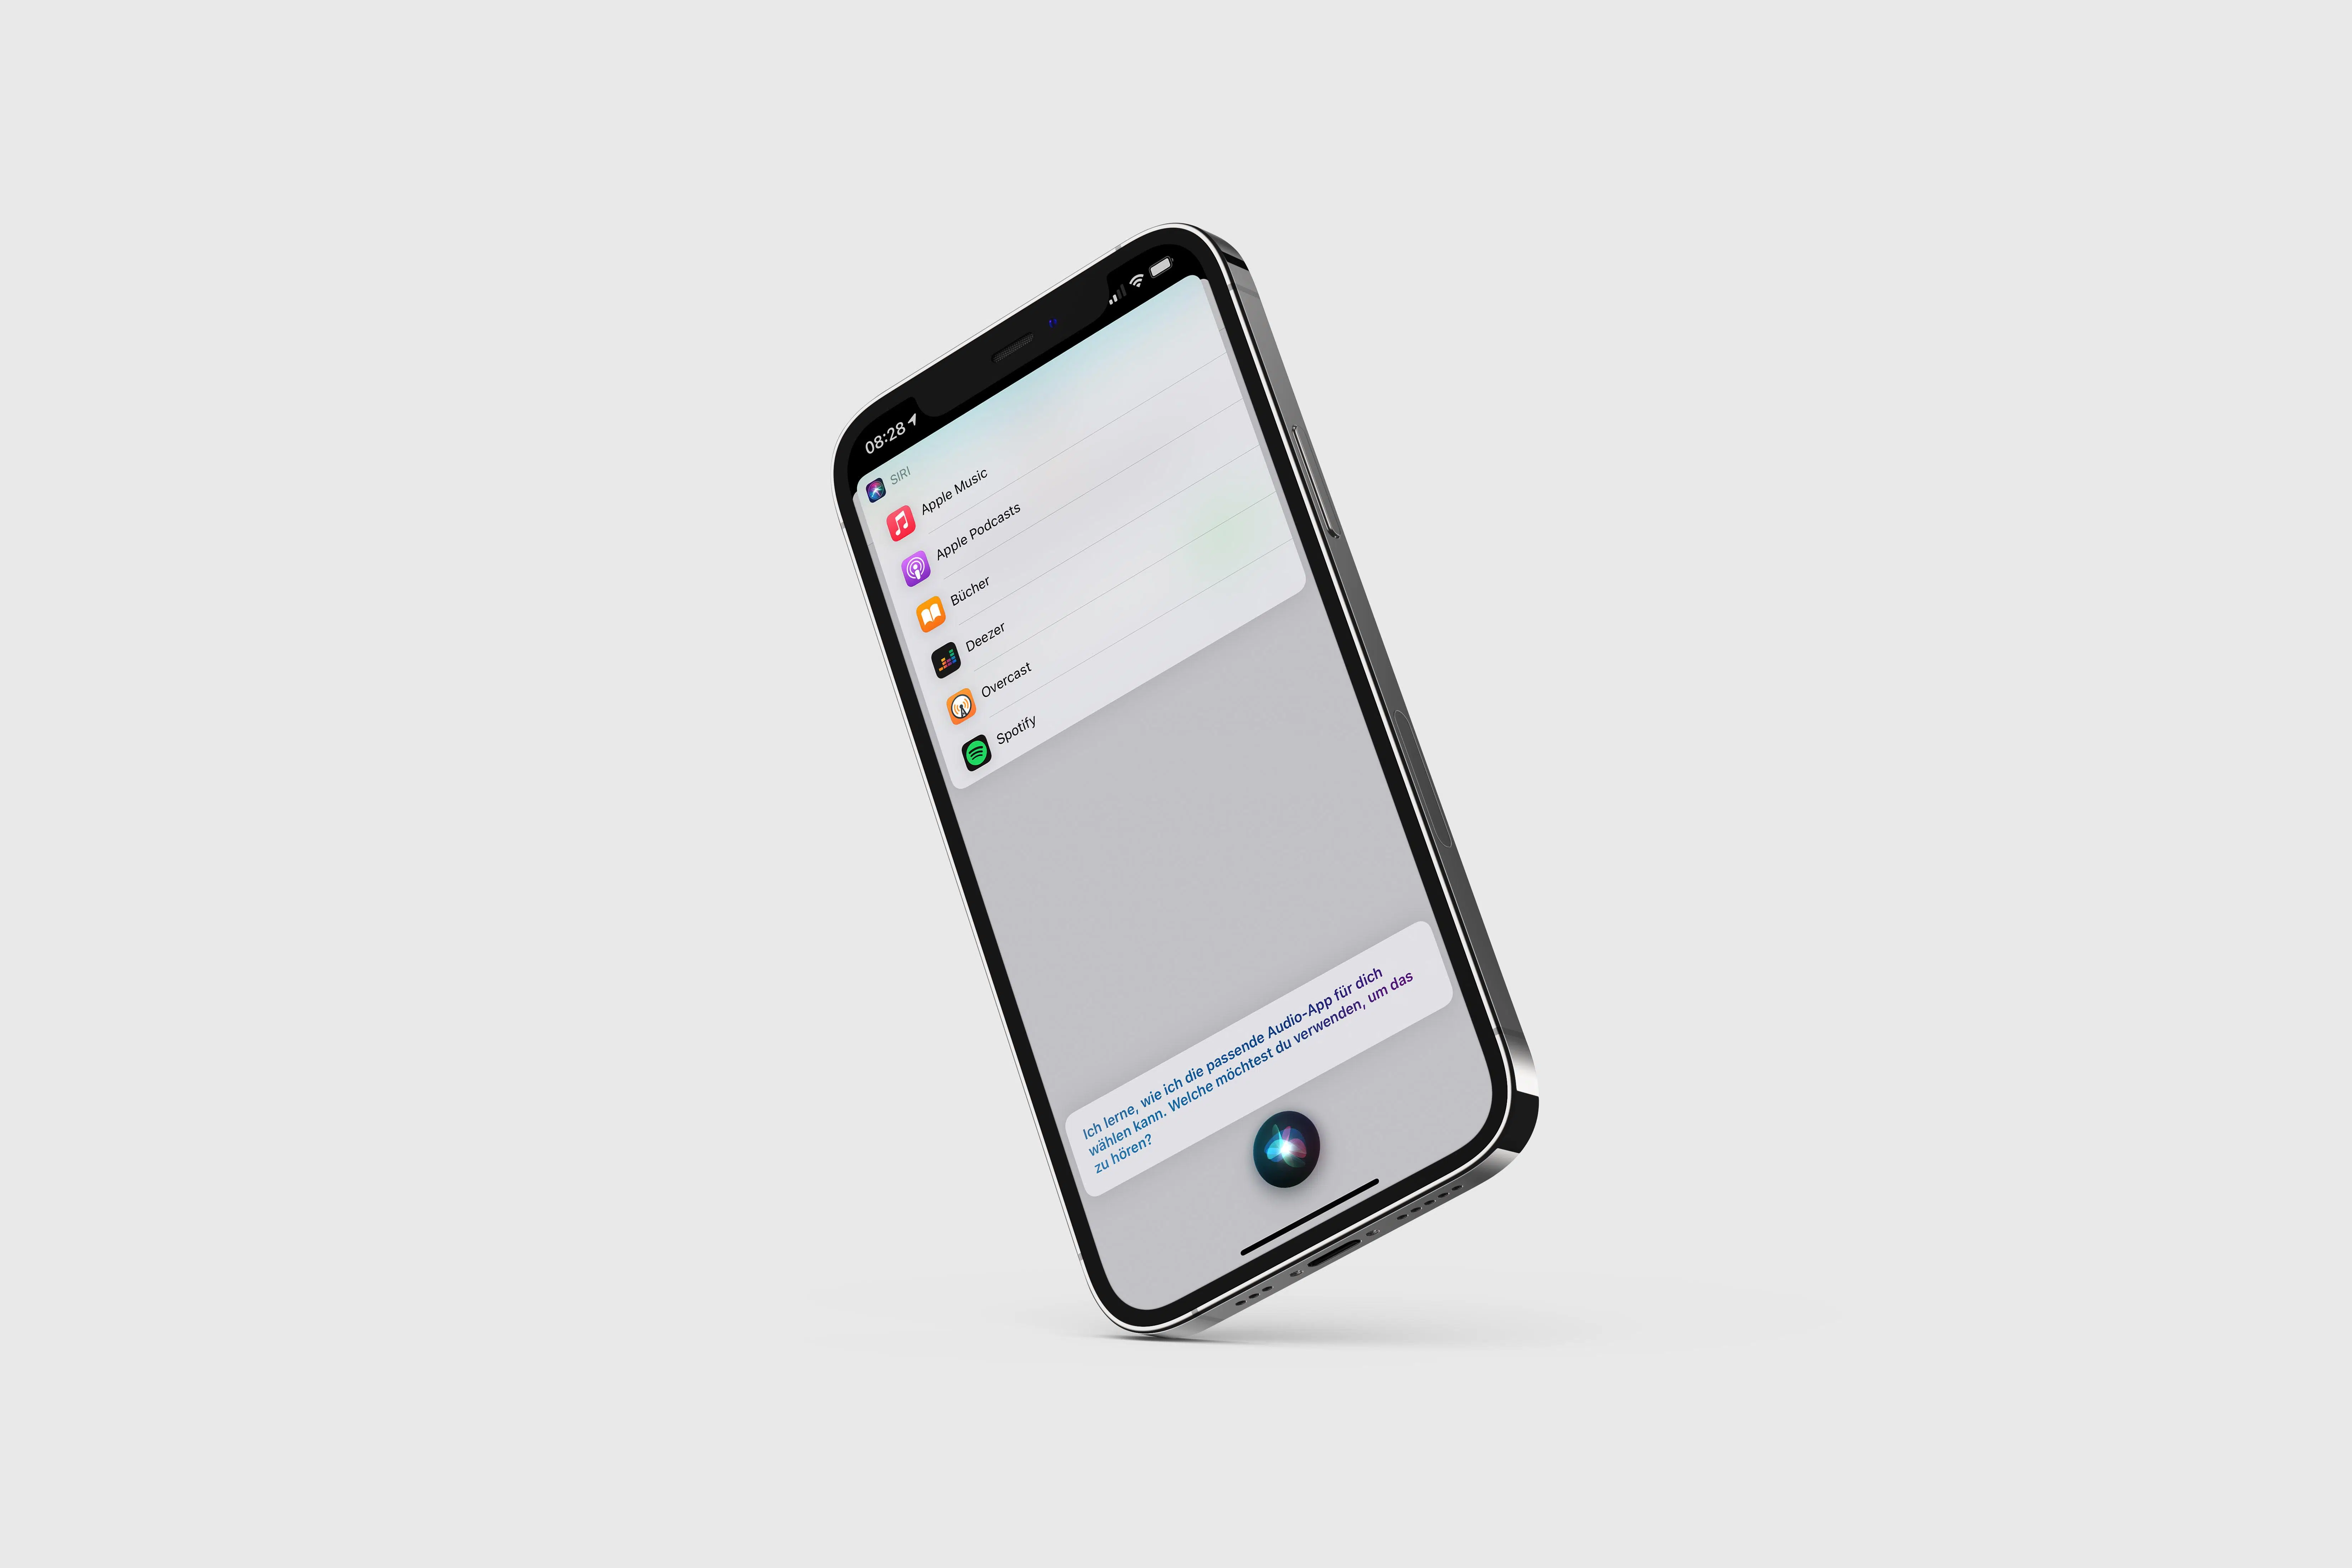 08:28
SIRI
Apple Music
Apple Podcasts
Bücher
Deezer
Overcast
Spotify
Ich lerne, wie ich die passende Audio-App für dich
wählen kann. Welche möchtest du verwenden, um das
zu hören?